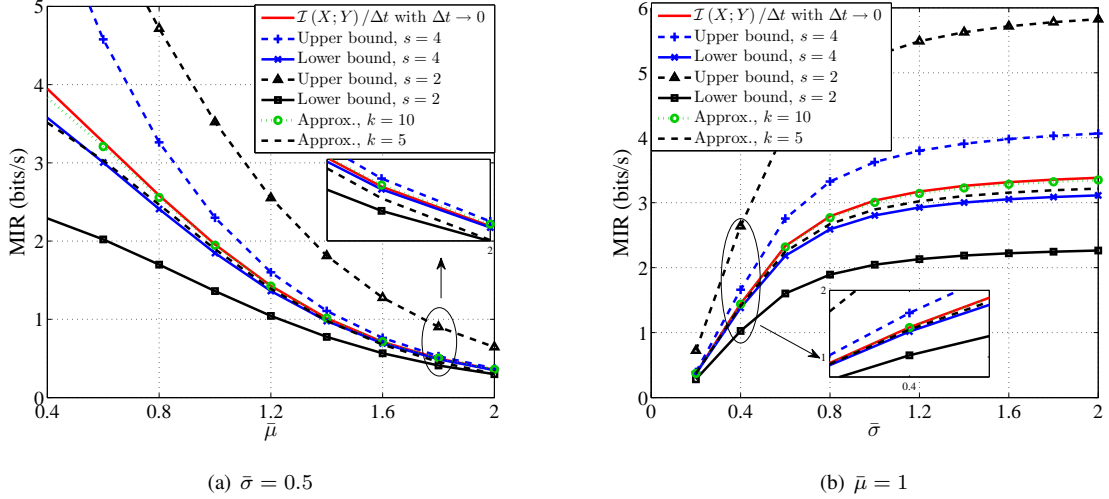 5
4
3
2
1
0
MIR (bits/s)
0.4
0.8
1.2
1.6
2
μ̄
I (X; Y) /Δt with Δt → 0
Upper bound, s = 4
Lower bound, s = 4
Upper bound, s = 2
Lower bound, s = 2
Approx., k = 10
Approx., k = 5
2
(a) σ̄ = 0.5
6
5
4
3
2
1
0
MIR (bits/s)
0
0.4
0.8
1.2
1.6
2
σ̄
I (X; Y) /Δt with Δt → 0
Upper bound, s = 4
Lower bound, s = 4
Upper bound, s = 2
Lower bound, s = 2
Approx., k = 10
Approx., k = 5
2
1
0.4
(b) μ̄ = 1